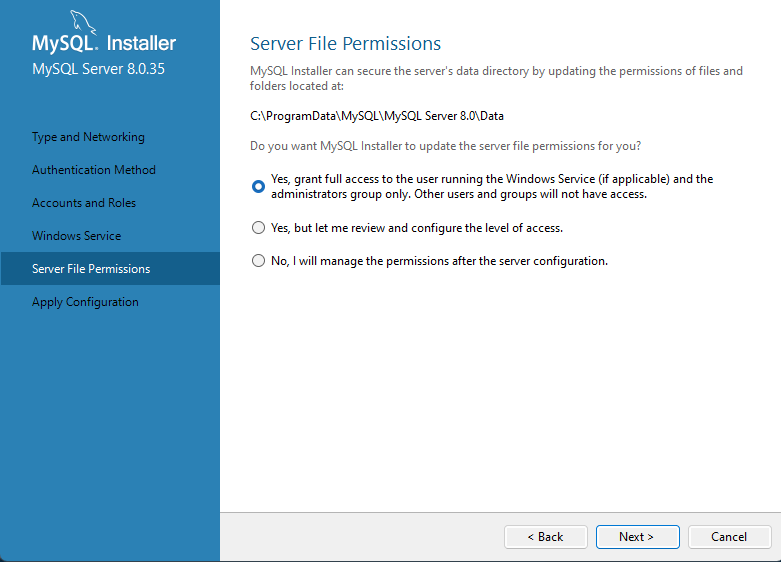 MySQL. Installer
MySQL Server 8.0.35
Type and Networking
Authentication Method
Accounts and Roles
Windows Service
Server File Permissions
Apply Configuration
Server File Permissions
MySQL Installer can secure the server's data directory by updating the permissions of files and
folders located at:
C:\ProgramData\MySQL\MySQL Server 8.0\Data
Do you want MySQL Installer to update the server file permissions for you?
Yes, grant full access to the user running the Windows Service (if applicable) and the
administrators group only. Other users and groups will not have access.
Yes, but let me review and configure the level of access.
No, I will manage the permissions after the server configuration.
< Back
Next >
Cancel